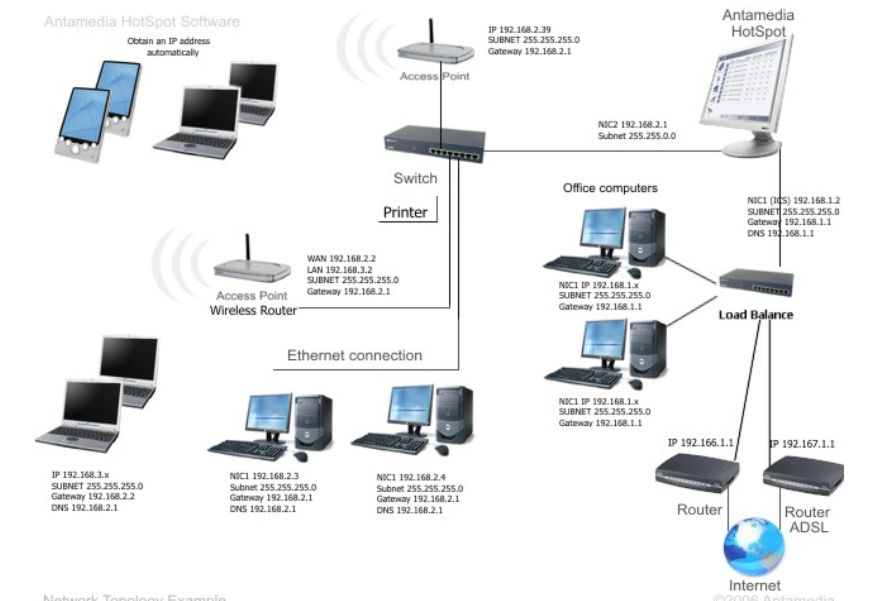 Antamedia HotSpot Software
Obtain an IP address
automatically
IP 192.168.2.39
SUBNET 255.255.255.0
Gateway 192.168.2.1
Access Point
Antamedia
HotSpot
NIC2 192.168.2.1
Subnet 255.255.0.0
Switch
Printer
Office computers
NIC1 (ICS) 192.168.1.2
SUBNET 255.255.255.0
Gateway 192.168.1.1
DNS 192.168.1.1
WAN 192.168.2.2
LAN 192.168.3.2
SUBNET 255.255.255.0
Gateway 192.168.2.1
Access Point
Wireless Router
NIC1 IP 192.168.1.x
SUBNET 255.255.255.0
Gateway 192.168.1.1
Load Balance
Ethernet connection
NIC1 IP 192.168.1.x
SUBNET 255.255.255.0
Gateway 192.168.1.1
IP 192.168.3.x
SUBNET 255.255.255.0
Gateway 192.168.2.2
DNS 192.168.2.1
NIC1 192.168.2.3
Subnet 255.255.255.0
Gateway 192.168.2.1
DNS 192.168.2.1
NIC1 192.168.2.4
Subnet 255.255.255.0
Gateway 192.168.2.1
DNS 192.168.2.1
IP 192.166.1.1
IP 192.167.1.1
Router
Router
ADSL
Internet
Network Topology Example
©2006 Antamedia